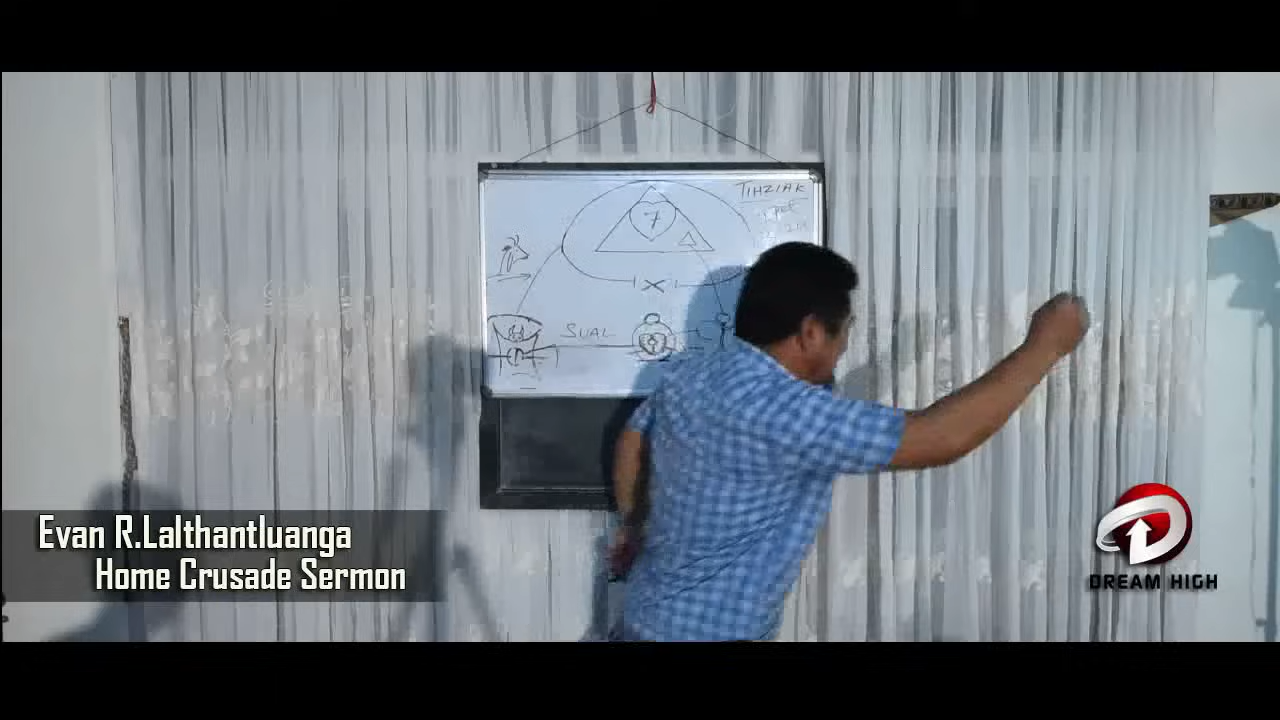 TIHZIAK
7
X
SUAL
Evan R.Lalthantluanga
Home Crusade Sermon
DREAM HIGH